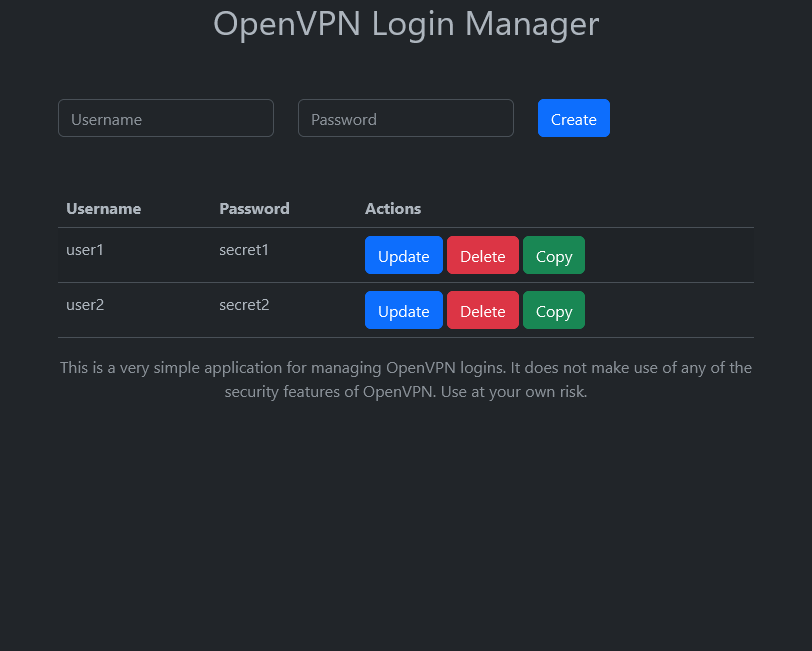 OpenVPN Login Manager
Username Password Create
Username Password Actions
user1 secret1 Update Delete Copy
user2 secret2 Update Delete Copy
This is a very simple application for managing OpenVPN logins. It does not make use of any of the
security features of OpenVPN. Use at your own risk.